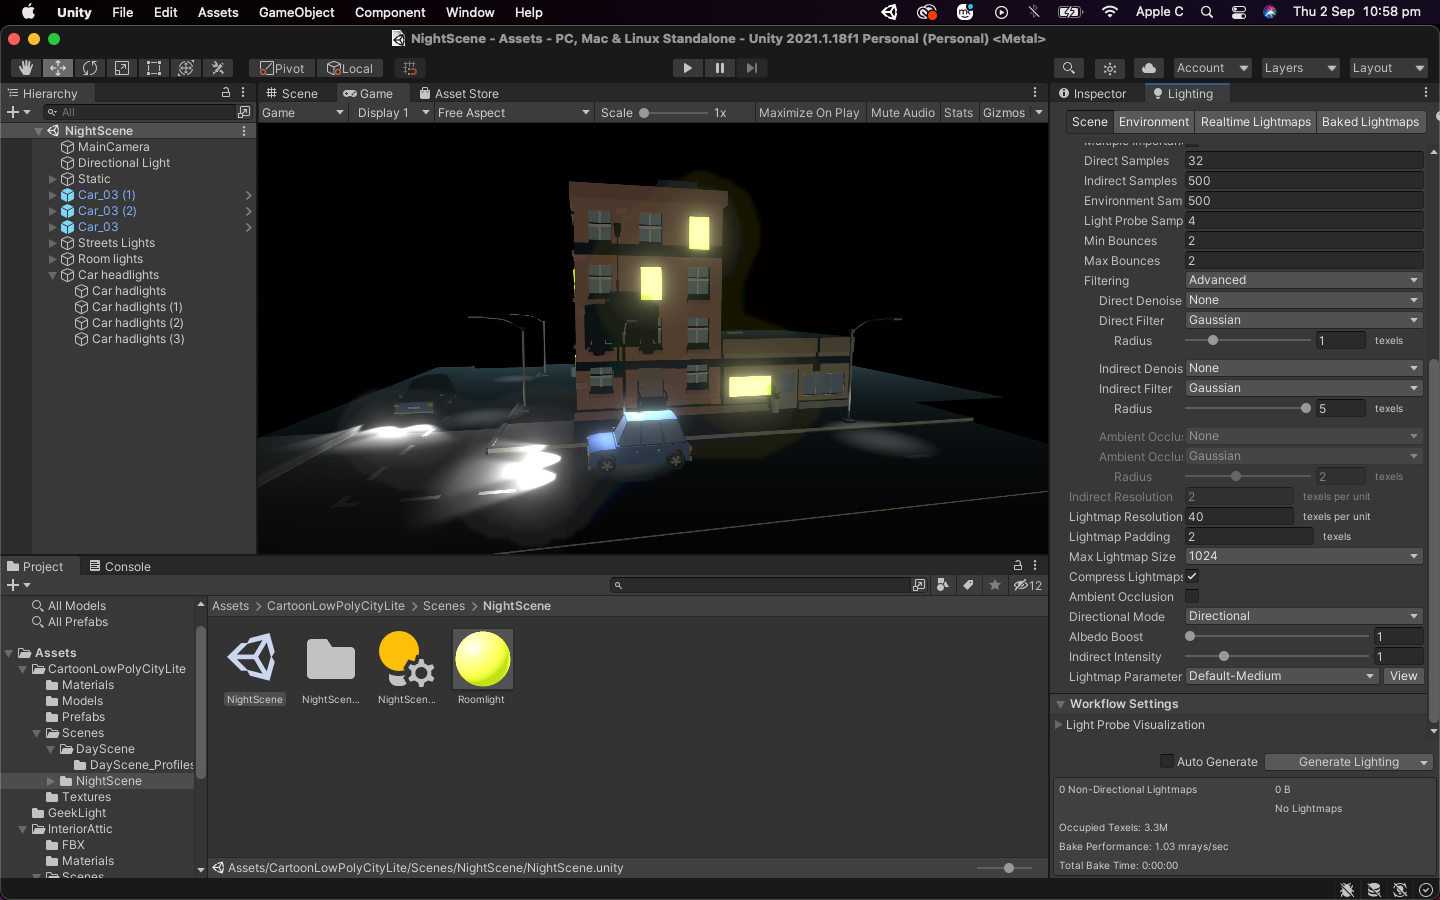 Unity File Edit Assets GameObject Component Window Help Apple C Thu 2 Sep 10:58 pm
NightScene - Assets - PC, Mac & Linux Standalone - Unity 2021.1.18f1 Personal (Personal) <Metal>
Pivot Local Account Layers Layout
Hierarchy
All
NightScene
MainCamera
Directional Light
Static
Car_03 (1)
Car_03 (2)
Car_03
Streets Lights
Room lights
Car headlights
Car hadlights
Car hadlights (1)
Car hadlights (2)
Car hadlights (3)
Scene Game Asset Store
Game Display 1 Free Aspect Scale 1x Maximize On Play Mute Audio Stats Gizmos
Inspector Lighting
Scene Environment Realtime Lightmaps Baked Lightmaps
Multiple Importan
Direct Samples 32
Indirect Samples 500
Environment Sam 500
Light Probe Samp 4
Min Bounces 2
Max Bounces 2
Filtering Advanced
Direct Denoise None
Direct Filter Gaussian
Radius 1 texels
Indirect Denois None
Indirect Filter Gaussian
Radius 5 texels
Ambient Occlu None
Ambient Occlu Gaussian
Radius 2 texels
Indirect Resolution 2 texels per unit
Lightmap Resolution 40 texels per unit
Lightmap Padding 2 texels
Max Lightmap Size 1024
Compress Lightmaps
Ambient Occlusion
Directional Mode Directional
Albedo Boost 1
Indirect Intensity 1
Lightmap Parameter Default-Medium View
Workflow Settings
Light Probe Visualization
Auto Generate Generate Lighting
0 Non-Directional Lightmaps 0 B
No Lightmaps
Occupied Texels: 3.3M
Bake Performance: 1.03 mrays/sec
Total Bake Time: 0:00:00
Project Console
12
All Models
All Prefabs
Assets
CartoonLowPolyCityLite
Materials
Models
Prefabs
Scenes
DayScene
DayScene_Profiles
NightScene
Textures
GeekLight
InteriorAttic
FBX
Materials
Scenes
Assets > CartoonLowPolyCityLite > Scenes > NightScene
NightScene NightScen... NightScen... Roomlight
Assets/CartoonLowPolyCityLite/Scenes/NightScene/NightScene.unity